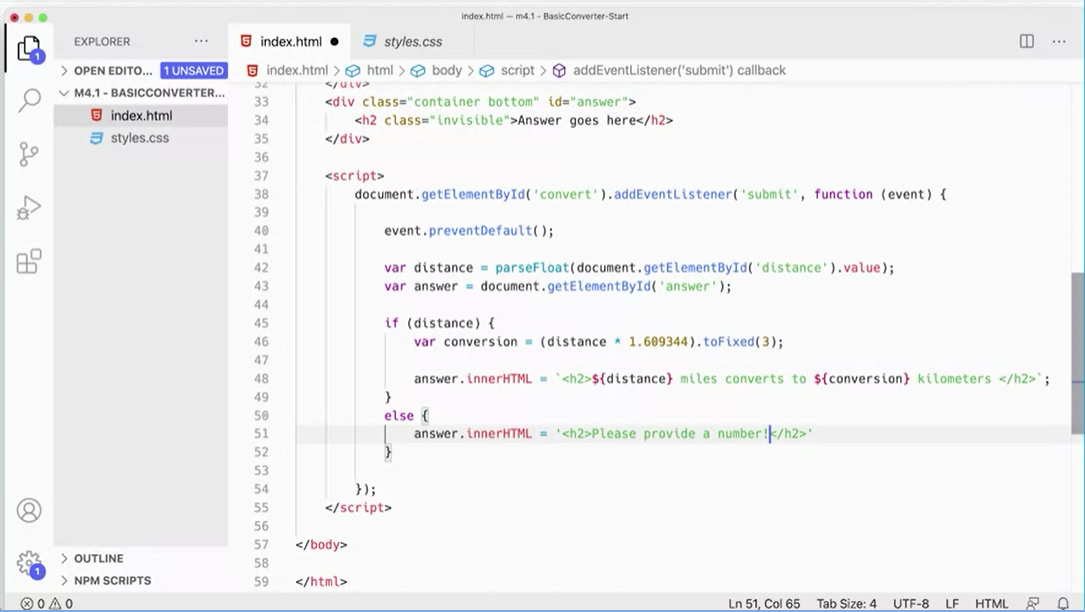 index.html — m4.1 - BasicConverter-Start
EXPLORER ···
index.html ● styles.css ···
OPEN EDITO... 1 UNSAVED
index.html > html > body > script > addEventListener('submit') callback
M4.1 - BASICCONVERTER...
index.html
styles.css
1
32 </div>
33 <div class="container bottom" id="answer">
34 <h2 class="invisible">Answer goes here</h2>
35 </div>
36
37 <script>
38 document.getElementById('convert').addEventListener('submit', function (event) {
39
40 event.preventDefault();
41
42 var distance = parseFloat(document.getElementById('distance').value);
43 var answer = document.getElementById('answer');
44
45 if (distance) {
46 var conversion = (distance * 1.609344).toFixed(3);
47
48 answer.innerHTML = `<h2>${distance} miles converts to ${conversion} kilometers </h2>`;
49 }
50 else {
51 answer.innerHTML = '<h2>Please provide a number!</h2>'
52 }
53
54 });
55 </script>
56
57 </body>
58
59 </html>
OUTLINE
NPM SCRIPTS
1
0 0 Ln 51, Col 65 Tab Size: 4 UTF-8 LF HTML